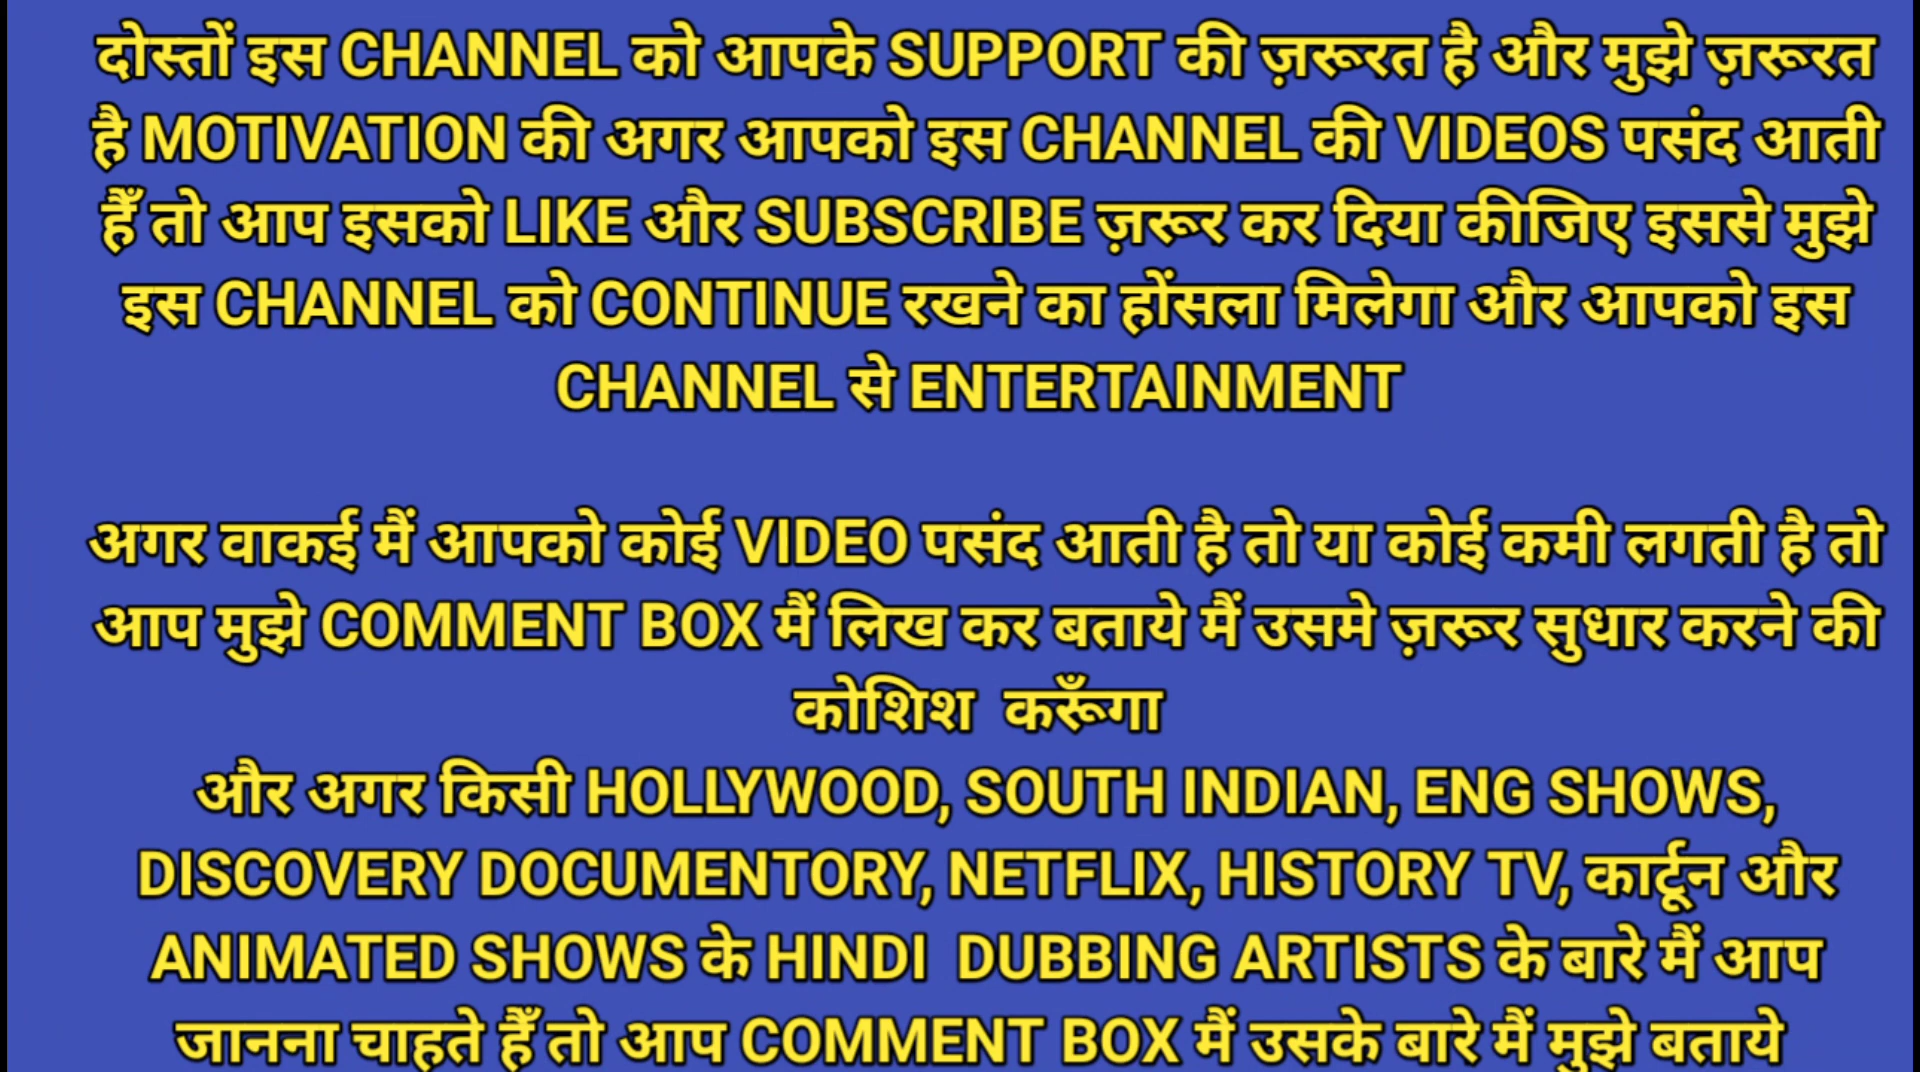 दोस्तों इस CHANNEL को आपके SUPPORT की ज़रूरत है और मुझे ज़रूरत
है MOTIVATION की अगर आपको इस CHANNEL की VIDEOS पसंद आती
हैँ तो आप इसको LIKE और SUBSCRIBE ज़रूर कर दिया कीजिए इससे मुझे
इस CHANNEL को CONTINUE रखने का होंसला मिलेगा और आपको इस
CHANNEL से ENTERTAINMENT
अगर वाकई मैं आपको कोई VIDEO पसंद आती है तो या कोई कमी लगती है तो
आप मुझे COMMENT BOX मैं लिख कर बताये मैं उसमे ज़रूर सुधार करने की
कोशिश करूँगा
और अगर किसी HOLLYWOOD, SOUTH INDIAN, ENG SHOWS,
DISCOVERY DOCUMENTORY, NETFLIX, HISTORY TV, कार्टून और
ANIMATED SHOWS के HINDI DUBBING ARTISTS के बारे मैं आप
जानना चाहते हैँ तो आप COMMENT BOX मैं उसके बारे मैं मुझे बताये